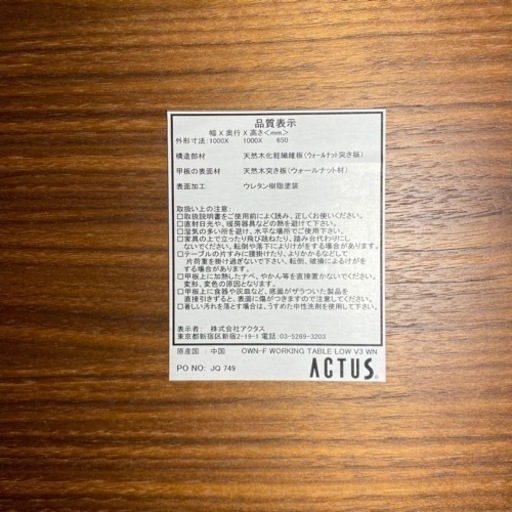 品質表示
幅X奥行X高さ<mm>
外形寸法:1000X 1000X 650
構造部材 天然木化粧繊維板(ウォールナット突き板)
甲板の表面材 天然木突き板(ウォールナット材)
表面加工 ウレタン樹脂塗装
取扱い上の注意:
□取扱説明書をご使用前によく読み、正しくお使いください。
□直射日光や、暖房器具などの熱を避けてください。
□湿気の多い所を避け、水平な場所でご使用下さい。
□家具の上で立ったり飛び跳ねたり、踏み台代わりにし
ないでください。転倒や落下によりけがをする場合があります。
□テーブルの片すみに腰掛けたり、よりかかるなどして
片荷重を掛け過ぎないで下さい。転倒、破損によるけがを
する場合があります。
□甲板上に加熱したナベ、やかん等を直接置かないでください。
変形、変色の原因となります。
□甲板上に食器や灰皿など、底面がザラついた製品を
直接引きずると、表面に傷がつきますので注意ください。
□著しい汚れを落とす場合は、うすめた中性洗剤を使用して下さい。
表示者: 株式会社アクタス
東京都新宿区新宿2-19-1 電話:03-5269-3203
原産国:中国 OWN-F WORKING TABLE LOW V3 WN
PO NO: JQ 749 ACTUS®